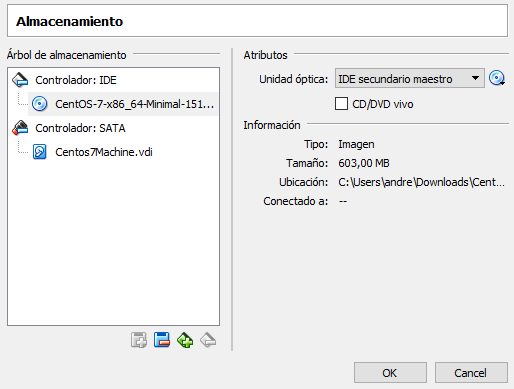 Almacenamiento
Árbol de almacenamiento
Controlador: IDE
CentOS-7-x86_64-Minimal-151...
Controlador: SATA
Centos7Machine.vdi
Atributos
Unidad óptica: IDE secundario maestro
CD/DVD vivo
Información
Tipo: Imagen
Tamaño: 603,00 MB
Ubicación: C:\Users\andre\Downloads\Cent...
Conectado a: --
OK Cancel